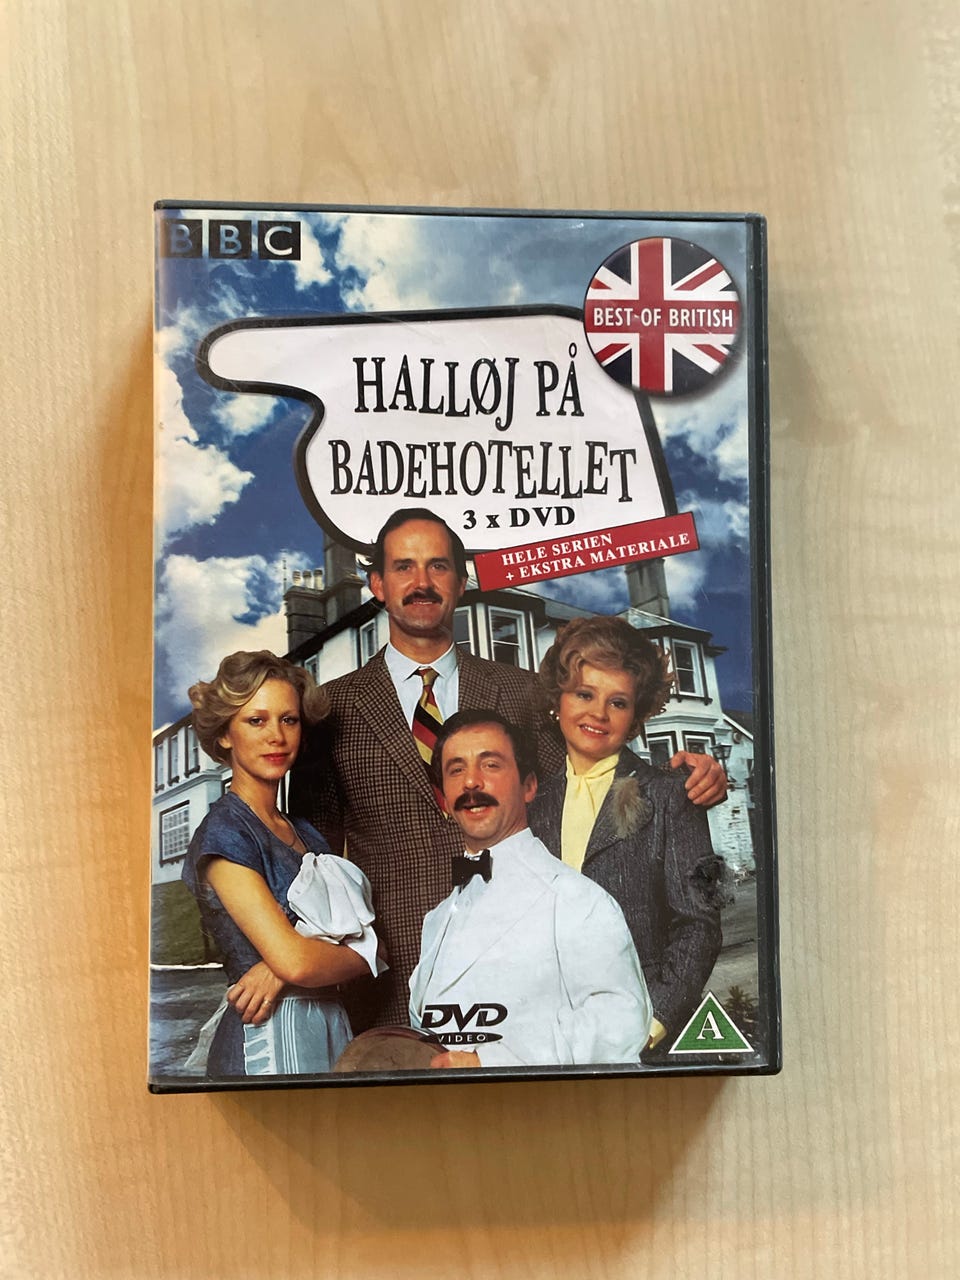 BBC
BEST OF BRITISH
HALLØJ PÅ
BADEHOTELLET
3 x DVD
HELE SERIEN
+ EKSTRA MATERIALE
DVD
VIDEO
A